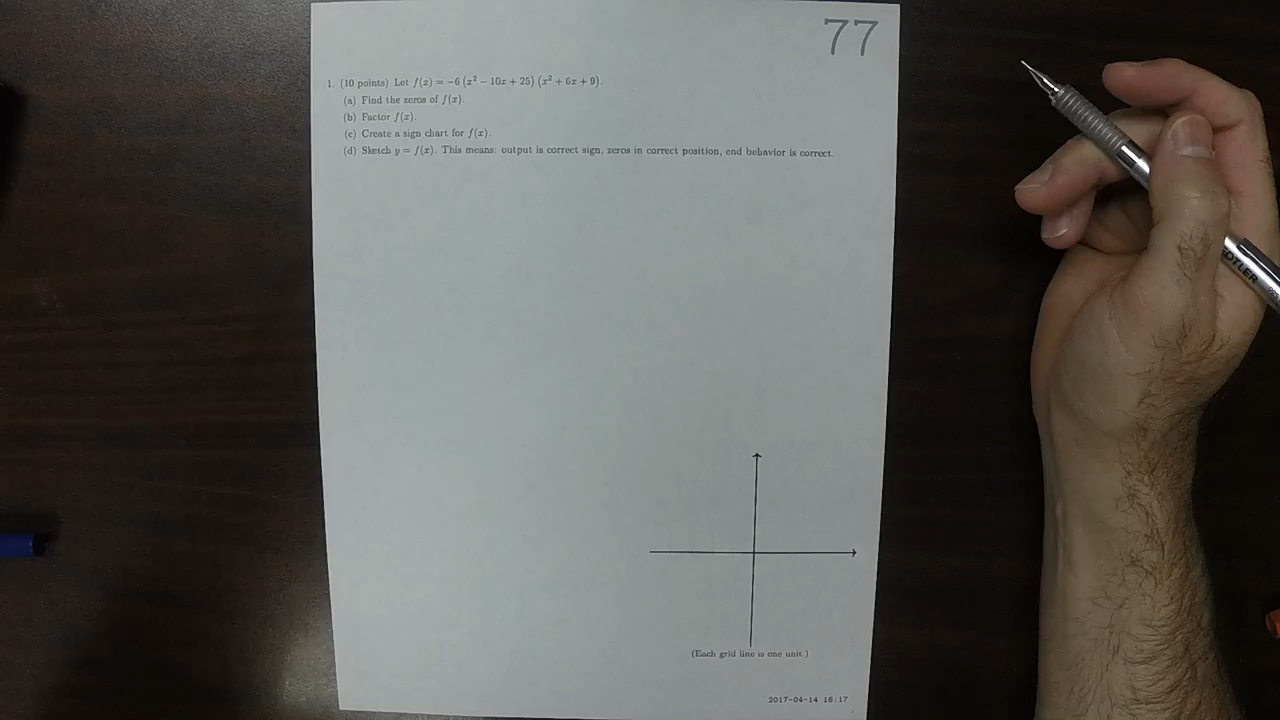 77
1. (10 points) Let f(x) = −6 (x² − 10x + 25) (x² + 6x + 9).
(a) Find the zeros of f(x).
(b) Factor f(x).
(c) Create a sign chart for f(x).
(d) Sketch y = f(x). This means: output is correct sign, zeros in correct position, end behavior is correct.
(Each grid line is one unit.)
2017-04-14 16:17